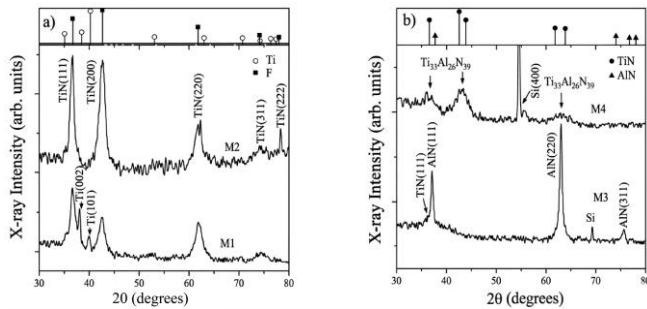 a)
Ti
F
TiN(111)
TiN(200)
TiN(220)
TiN(311)
TiN(222)
M2
Ti(002)
Ti(101)
M1
X-ray Intensity (arb. units)
30 40 50 60 70 80
2θ (degrees)
b)
TiN
AlN
Ti33Al26N39
Si(400)
Ti33Al26N39
M4
TiN(111)
AlN(111)
AlN(220)
M3
Si
AlN(311)
X-ray Intensity (arb. units)
30 40 50 60 70 80
2θ (degrees)